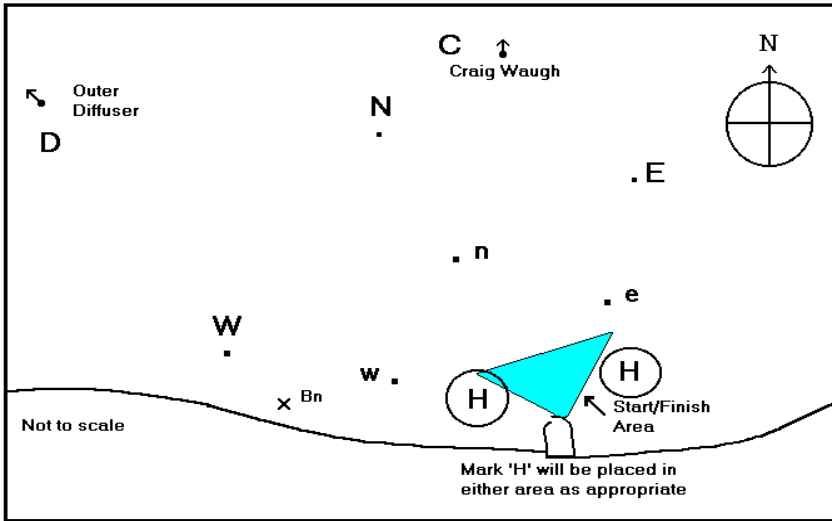 C
Craig Waugh
N
Outer
Diffuser
D
N
E
n
e
W
w
H
H
Bn
Start/Finish
Area
Not to scale
Mark 'H' will be placed in
either area as appropriate